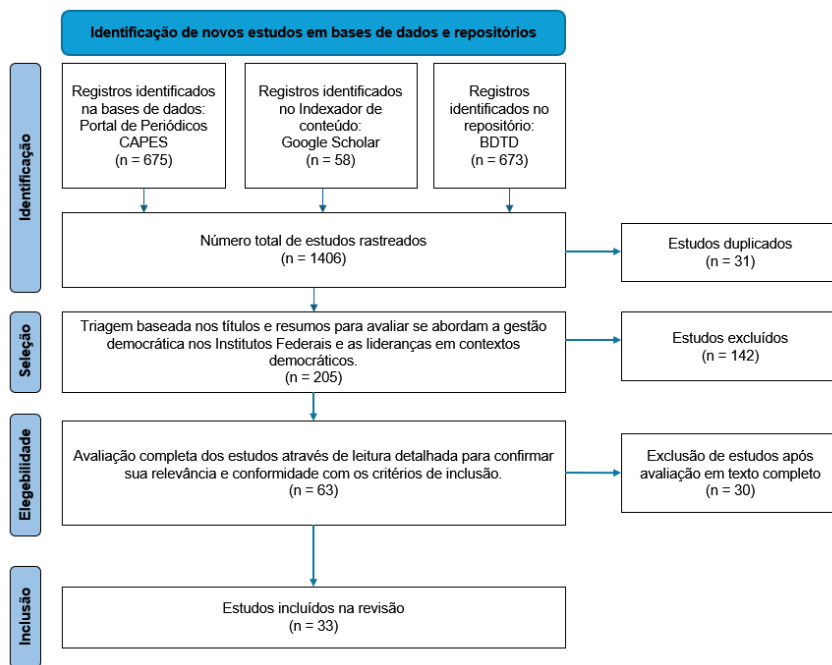 Identificação de novos estudos em bases de dados e repositórios
Identificação
Registros identificados
na bases de dados:
Portal de Periódicos
CAPES
(n = 675)
Registros identificados
no Indexador de
conteúdo:
Google Scholar
(n = 58)
Registros
identificados no
repositório:
BDTD
(n = 673)
Número total de estudos rastreados
(n = 1406)
Estudos duplicados
(n = 31)
Seleção
Triagem baseada nos títulos e resumos para avaliar se abordam a gestão
democrática nos Institutos Federais e as lideranças em contextos
democráticos.
(n = 205)
Estudos excluídos
(n = 142)
Elegebilidade
Avaliação completa dos estudos através de leitura detalhada para confirmar
sua relevância e conformidade com os critérios de inclusão.
(n = 63)
Exclusão de estudos após
avaliação em texto completo
(n = 30)
Inclusão
Estudos incluídos na revisão
(n = 33)